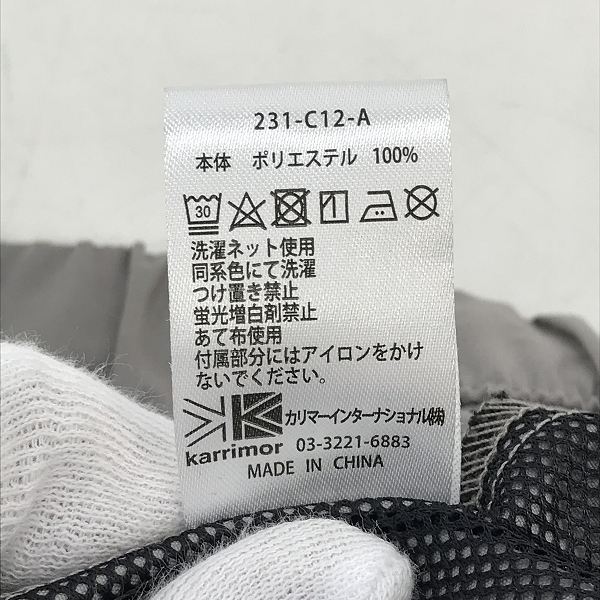 231-C12-A
本体 ポリエステル 100%
30
洗濯ネット使用
同系色にて洗濯
つけ置き禁止
蛍光増白剤禁止
あて布使用
付属部分にはアイロンをかけ
ないでください。
カリマーインターナショナル㈱
karrimor 03-3221-6883
MADE IN CHINA